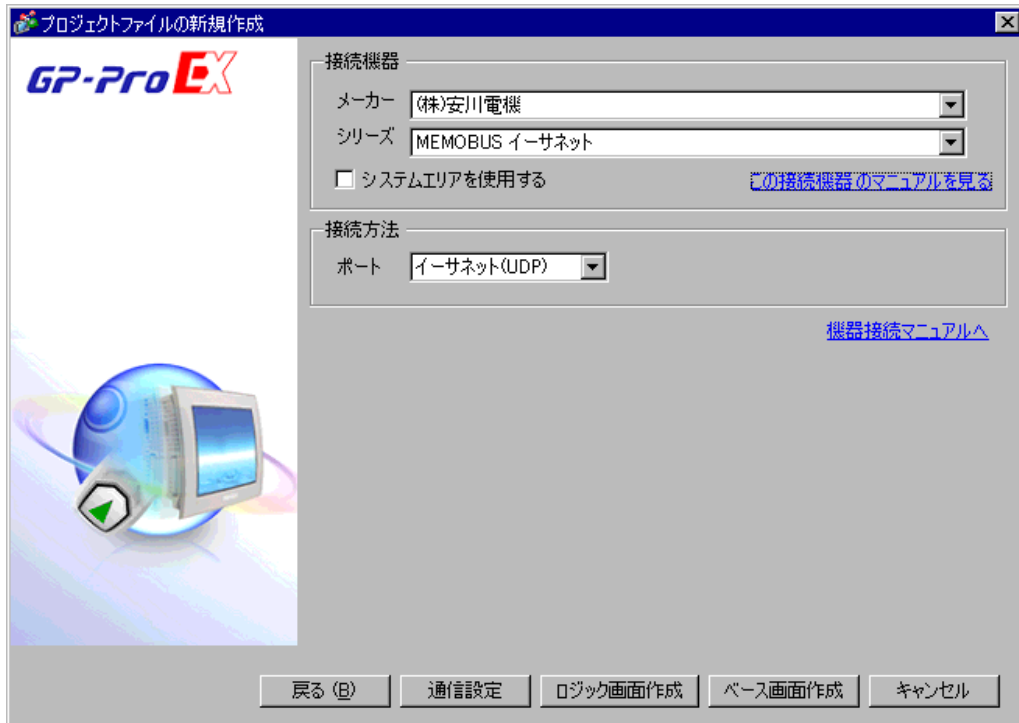 プロジェクトファイルの新規作成
GP-Pro EX
接続機器
メーカー (株)安川電機
シリーズ MEMOBUS イーサネット
システムエリアを使用する この接続機器のマニュアルを見る
接続方法
ポート イーサネット(UDP)
機器接続マニュアルへ
戻る (B) 通信設定 ロジック画面作成 ベース画面作成 キャンセル